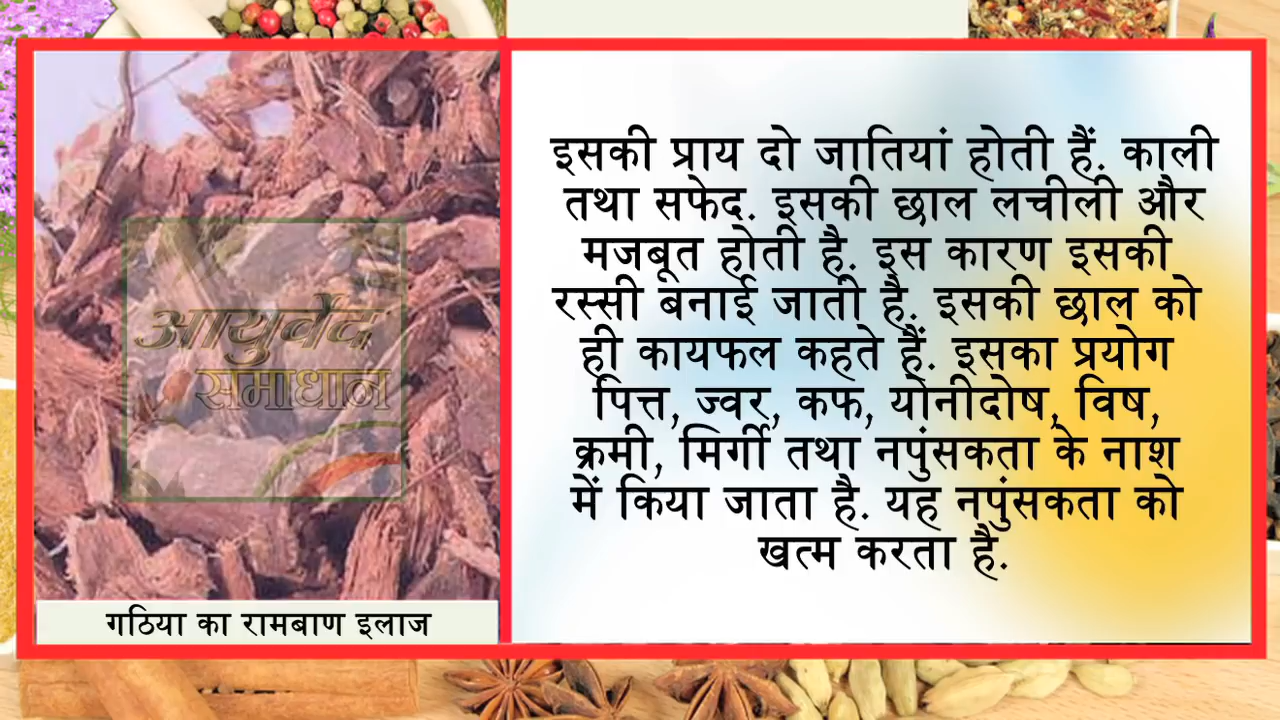 इसकी प्राय दो जातियां होती हैं. काली
तथा सफेद. इसकी छाल लचीली और
मजबूत होती है. इस कारण इसकी
रस्सी बनाई जाती है. इसकी छाल को
ही कायफल कहते हैं. इसका प्रयोग
पित्त, ज्वर, कफ, योनीदोष, विष,
क्रमी, मिर्गी तथा नपुंसकता के नाश
में किया जाता है. यह नपुंसकता को
खत्म करता है.
आयुर्वेद
समाधान
गठिया का रामबाण इलाज